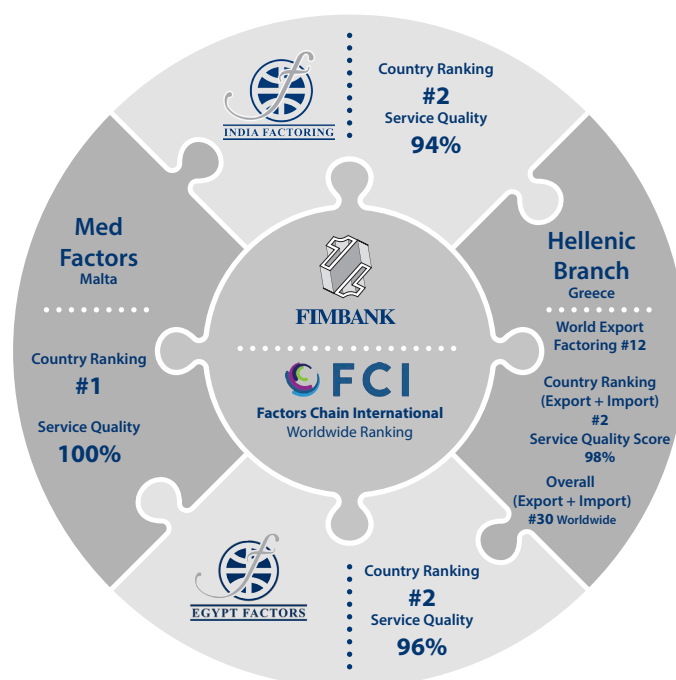 INDIA FACTORING
Country Ranking
#2
Service Quality
94%
Med
Factors
Malta
Country Ranking
#1
Service Quality
100%
FIMBANK
FCI
Factors Chain International
Worldwide Ranking
Hellenic
Branch
Greece
World Export
Factoring #12
Country Ranking
(Export + Import)
#2
Service Quality Score
98%
Overall
(Export + Import)
#30 Worldwide
EGYPT FACTORS
Country Ranking
#2
Service Quality
96%